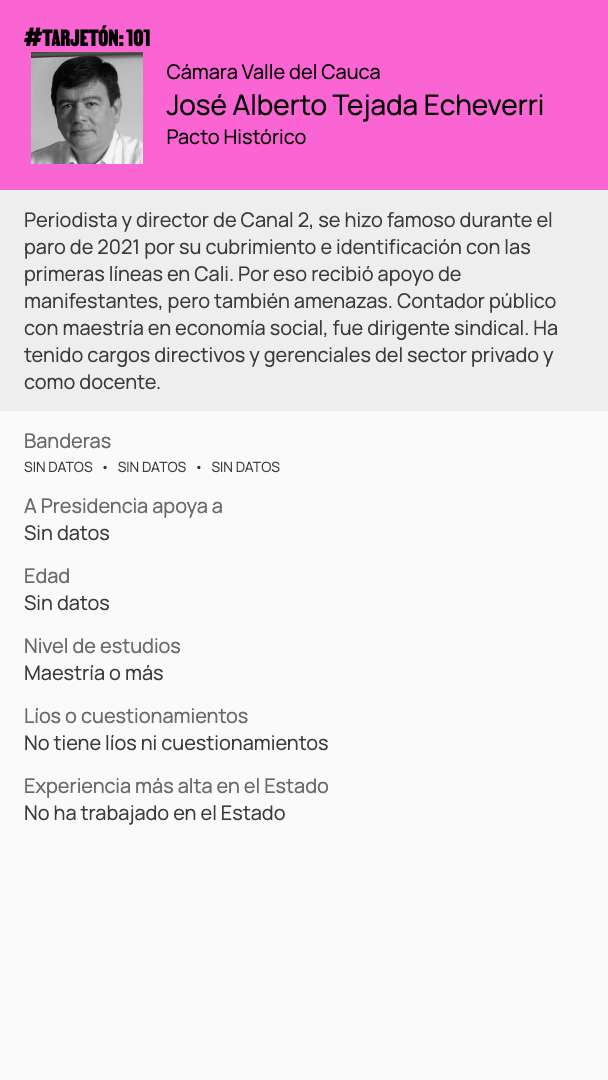 #TARJETÓN: 101
Cámara Valle del Cauca
José Alberto Tejada Echeverri
Pacto Histórico
Periodista y director de Canal 2, se hizo famoso durante el
paro de 2021 por su cubrimiento e identificación con las
primeras líneas en Cali. Por eso recibió apoyo de
manifestantes, pero también amenazas. Contador público
con maestría en economía social, fue dirigente sindical. Ha
tenido cargos directivos y gerenciales del sector privado y
como docente.
Banderas
SIN DATOS • SIN DATOS • SIN DATOS
A Presidencia apoya a
Sin datos
Edad
Sin datos
Nivel de estudios
Maestría o más
Líos o cuestionamientos
No tiene líos ni cuestionamientos
Experiencia más alta en el Estado
No ha trabajado en el Estado